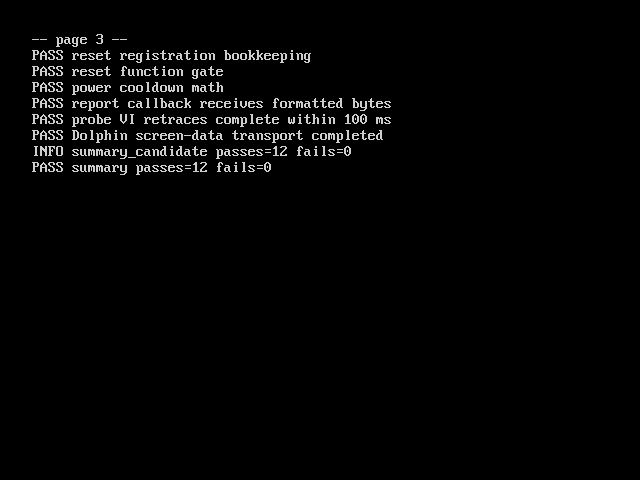 -- page 3 --
PASS reset registration bookkeeping
PASS reset function gate
PASS power cooldown math
PASS report callback receives formatted bytes
PASS probe VI retraces complete within 100 ms
PASS Dolphin screen-data transport completed
INFO summary_candidate passes=12 fails=0
PASS summary passes=12 fails=0